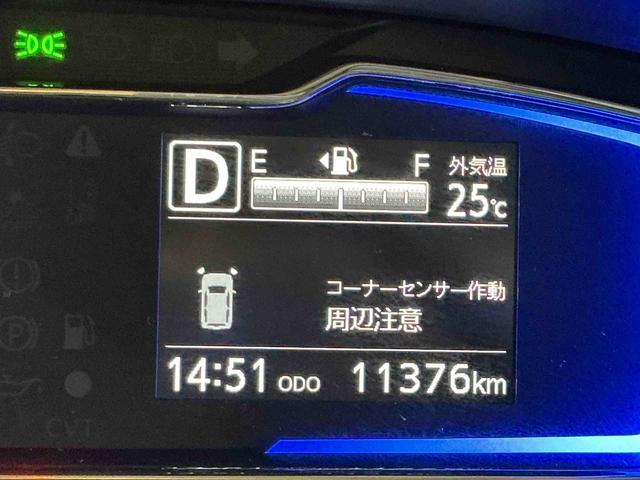 D E F 外気温
25℃
コーナーセンサー作動
周辺注意
14:51 ODO 11376km
P
CVT